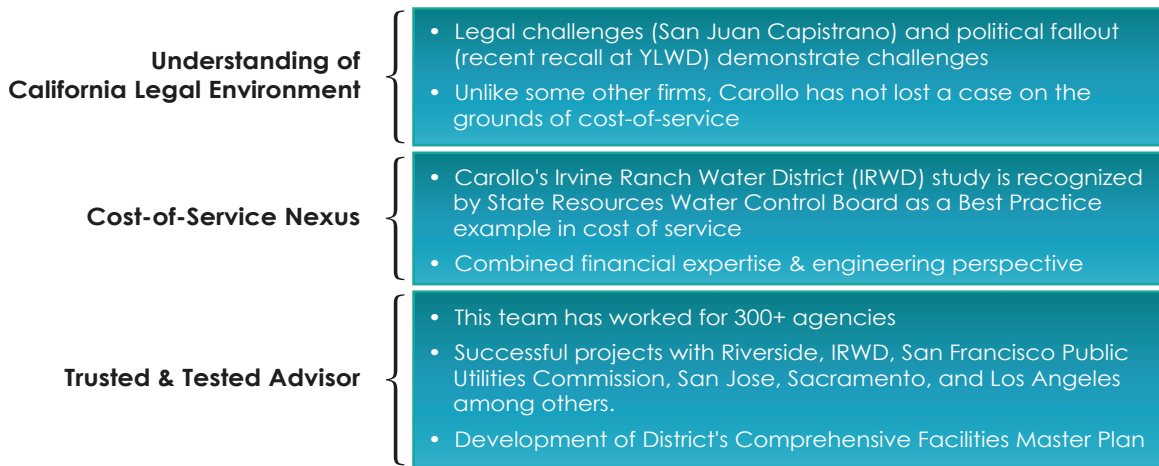 Understanding of
California Legal Environment
• Legal challenges (San Juan Capistrano) and political fallout
(recent recall at YLWD) demonstrate challenges
• Unlike some other firms, Carollo has not lost a case on the
grounds of cost-of-service
Cost-of-Service Nexus
• Carollo's Irvine Ranch Water District (IRWD) study is recognized
by State Resources Water Control Board as a Best Practice
example in cost of service
• Combined financial expertise & engineering perspective
Trusted & Tested Advisor
• This team has worked for 300+ agencies
• Successful projects with Riverside, IRWD, San Francisco Public
Utilities Commission, San Jose, Sacramento, and Los Angeles
among others.
• Development of District's Comprehensive Facilities Master Plan